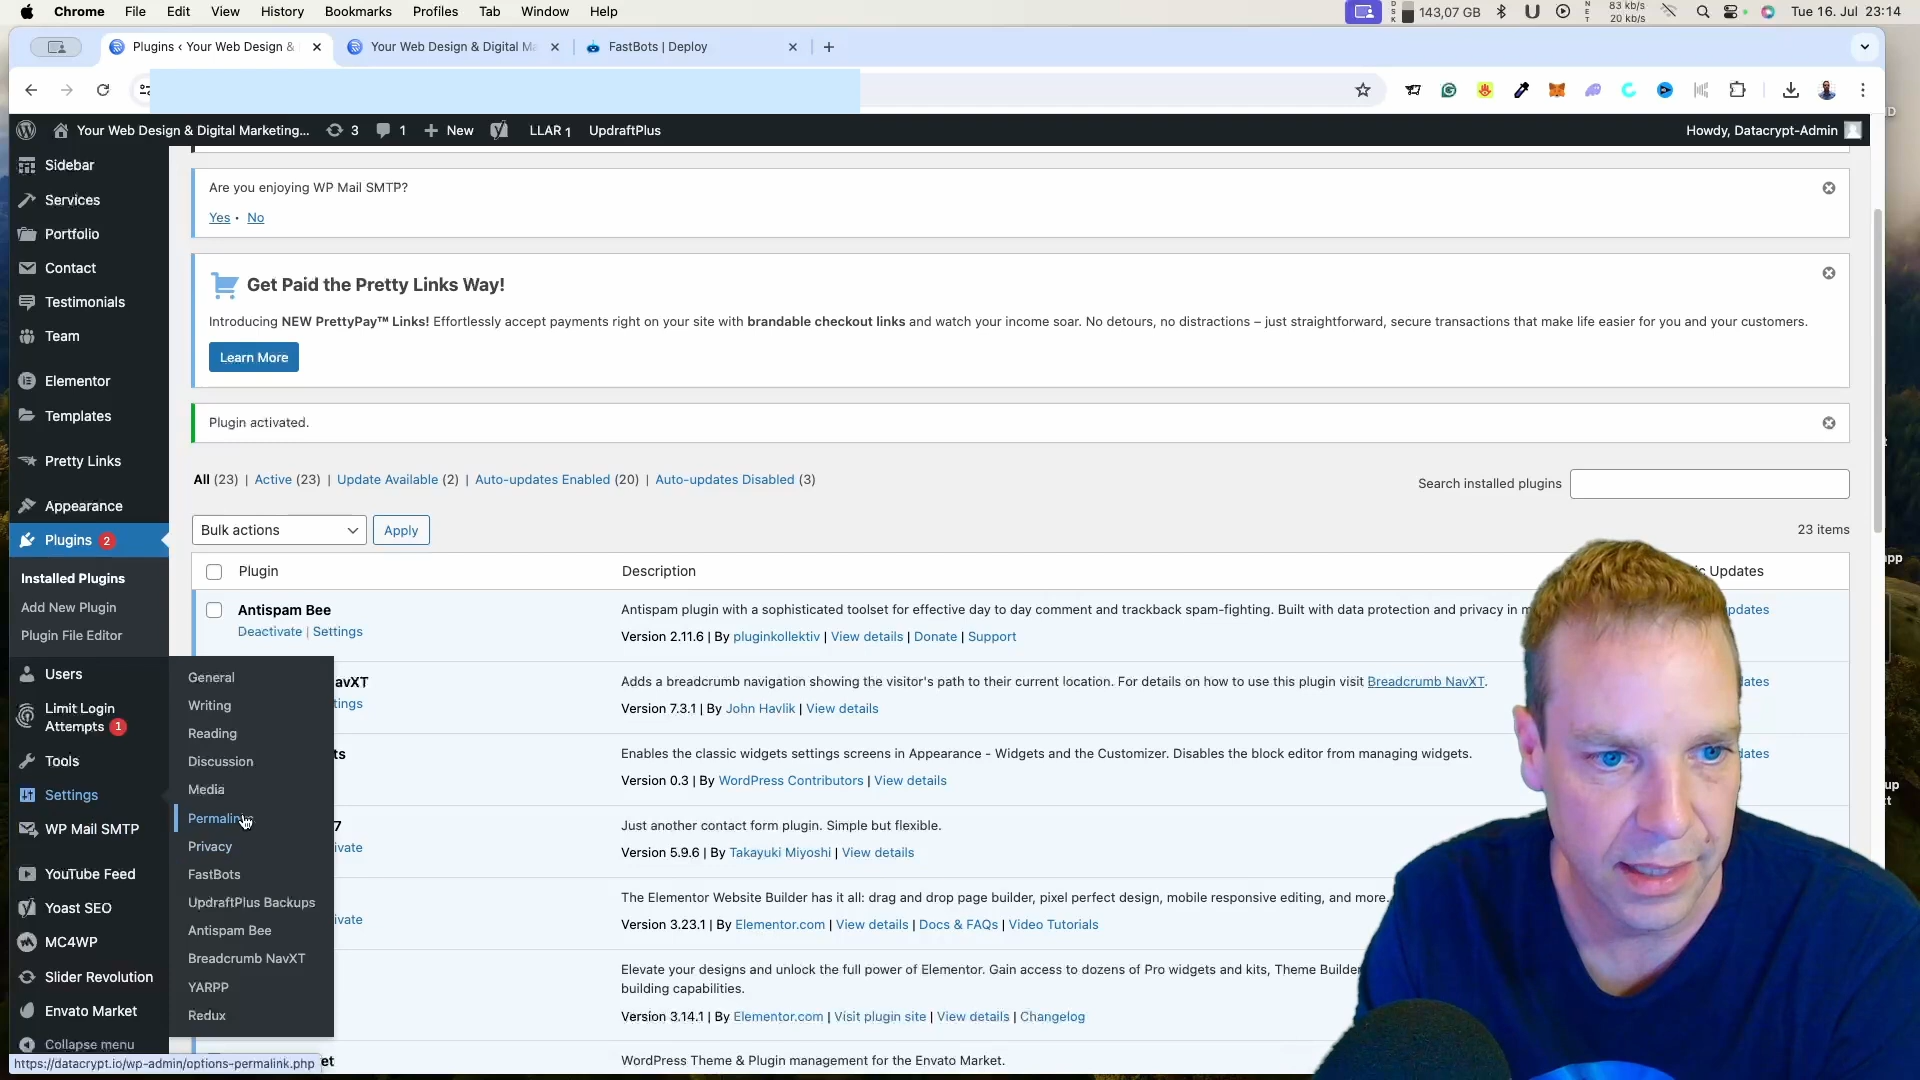 Chrome File Edit View History Bookmarks Profiles Tab Window Help
143,07 GB
83 kb/s
20 kb/s
Tue 16. Jul 23:14
Plugins ‹ Your Web Design &
Your Web Design & Digital Ma
FastBots | Deploy
Your Web Design & Digital Marketing... 3 1 New LLAR 1 UpdraftPlus
Howdy, Datacrypt-Admin
Sidebar
Services
Portfolio
Contact
Testimonials
Team
Elementor
Templates
Pretty Links
Appearance
Plugins 2
Installed Plugins
Add New Plugin
Plugin File Editor
Users
Limit Login
Attempts 1
Tools
Settings
WP Mail SMTP
YouTube Feed
Yoast SEO
MC4WP
Slider Revolution
Envato Market
Collapse menu
https://datacrypt.io/wp-admin/options-permalink.php
General
Writing
Reading
Discussion
Media
Permalin
Privacy
FastBots
UpdraftPlus Backups
Antispam Bee
Breadcrumb NavXT
YARPP
Redux
Are you enjoying WP Mail SMTP?
Yes · No
Get Paid the Pretty Links Way!
Introducing NEW PrettyPay™ Links! Effortlessly accept payments right on your site with brandable checkout links and watch your income soar. No detours, no distractions – just straightforward, secure transactions that make life easier for you and your customers.
Learn More
Plugin activated.
All (23) | Active (23) | Update Available (2) | Auto-updates Enabled (20) | Auto-updates Disabled (3)
Search installed plugins
Bulk actions Apply
23 items
Plugin Description c Updates
Antispam Bee
Deactivate | Settings
Antispam plugin with a sophisticated toolset for effective day to day comment and trackback spam-fighting. Built with data protection and privacy in m
updates
Version 2.11.6 | By pluginkollektiv | View details | Donate | Support
avXT
tings
Adds a breadcrumb navigation showing the visitor's path to their current location. For details on how to use this plugin visit Breadcrumb NavXT.
dates
Version 7.3.1 | By John Havlik | View details
ts
Enables the classic widgets settings screens in Appearance - Widgets and the Customizer. Disables the block editor from managing widgets.
dates
Version 0.3 | By WordPress Contributors | View details
7
vate
Just another contact form plugin. Simple but flexible.
Version 5.9.6 | By Takayuki Miyoshi | View details
vate
The Elementor Website Builder has it all: drag and drop page builder, pixel perfect design, mobile responsive editing, and more.
Version 3.23.1 | By Elementor.com | View details | Docs & FAQs | Video Tutorials
Elevate your designs and unlock the full power of Elementor. Gain access to dozens of Pro widgets and kits, Theme Builder
building capabilities.
Version 3.14.1 | By Elementor.com | Visit plugin site | View details | Changelog
et
WordPress Theme & Plugin management for the Envato Market.